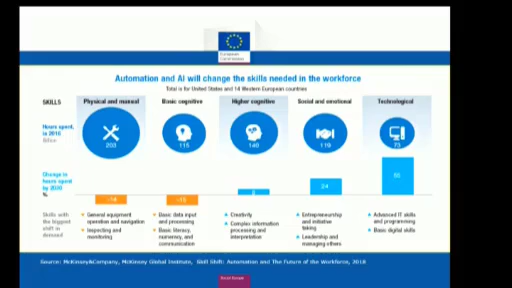 European
Commission
Automation and AI will change the skills needed in the workforce
Total is for United States and 14 Western European countries
SKILLS
Physical and manual
Basic cognitive
Higher cognitive
Social and emotional
Technological
Hours spent
in 2016
Billion
203
115
140
119
73
Change in
hours spent
by 2030
%
-14
-15
8
24
55
Skills with
the biggest
shift in
demand
General equipment
operation and navigation
Inspecting and
monitoring
Basic data input
and processing
Basic literacy,
numeracy, and
communication
Creativity
Complex information
processing and
interpretation
Entrepreneurship
and initiative
taking
Leadership and
managing others
Advanced IT skills
and programming
Basic digital skills
Source: McKinsey&Company, McKinsey Global Institute, Skill Shift: Automation and The Future of the Workforce, 2018
Social Europe